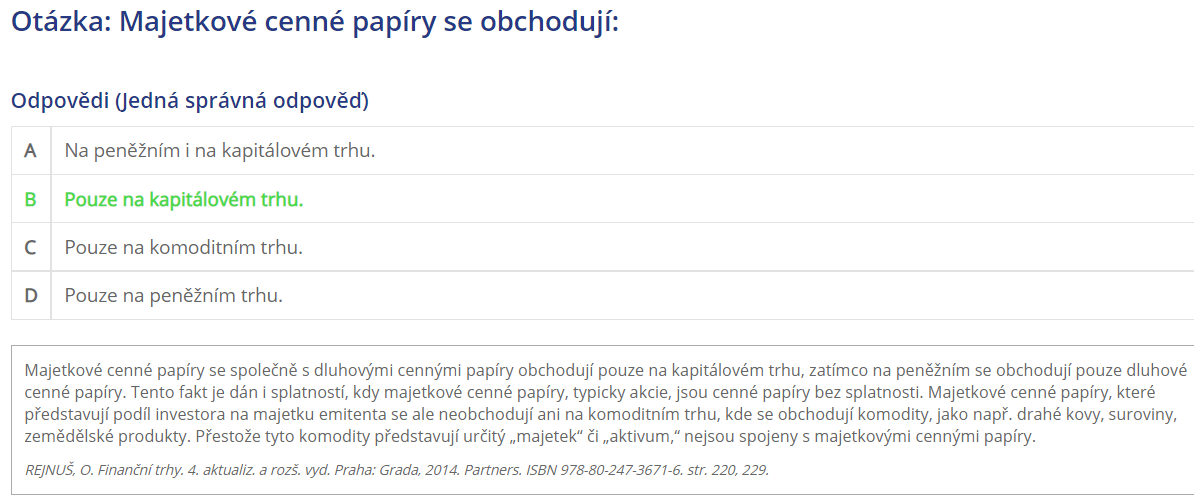 Otázka: Majetkové cenné papíry se obchodují:
Odpovědi (Jedná správná odpověď)
A Na peněžním i na kapitálovém trhu.
B Pouze na kapitálovém trhu.
C Pouze na komoditním trhu.
D Pouze na peněžním trhu.
Majetkové cenné papíry se společně s dluhovými cennými papíry obchodují pouze na kapitálovém trhu, zatímco na peněžním se obchodují pouze dluhové
cenné papíry. Tento fakt je dán i splatností, kdy majetkové cenné papíry, typicky akcie, jsou cenné papíry bez splatnosti. Majetkové cenné papíry, které
představují podíl investora na majetku emitenta se ale neobchodují ani na komoditním trhu, kde se obchodují komodity, jako např. drahé kovy, suroviny,
zemědělské produkty. Přestože tyto komodity představují určitý „majetek“ či „aktivum,“ nejsou spojeny s majetkovými cennými papíry.
REJNUŠ, O. Finanční trhy. 4. aktualiz. a rozš. vyd. Praha: Grada, 2014. Partners. ISBN 978-80-247-3671-6. str. 220, 229.